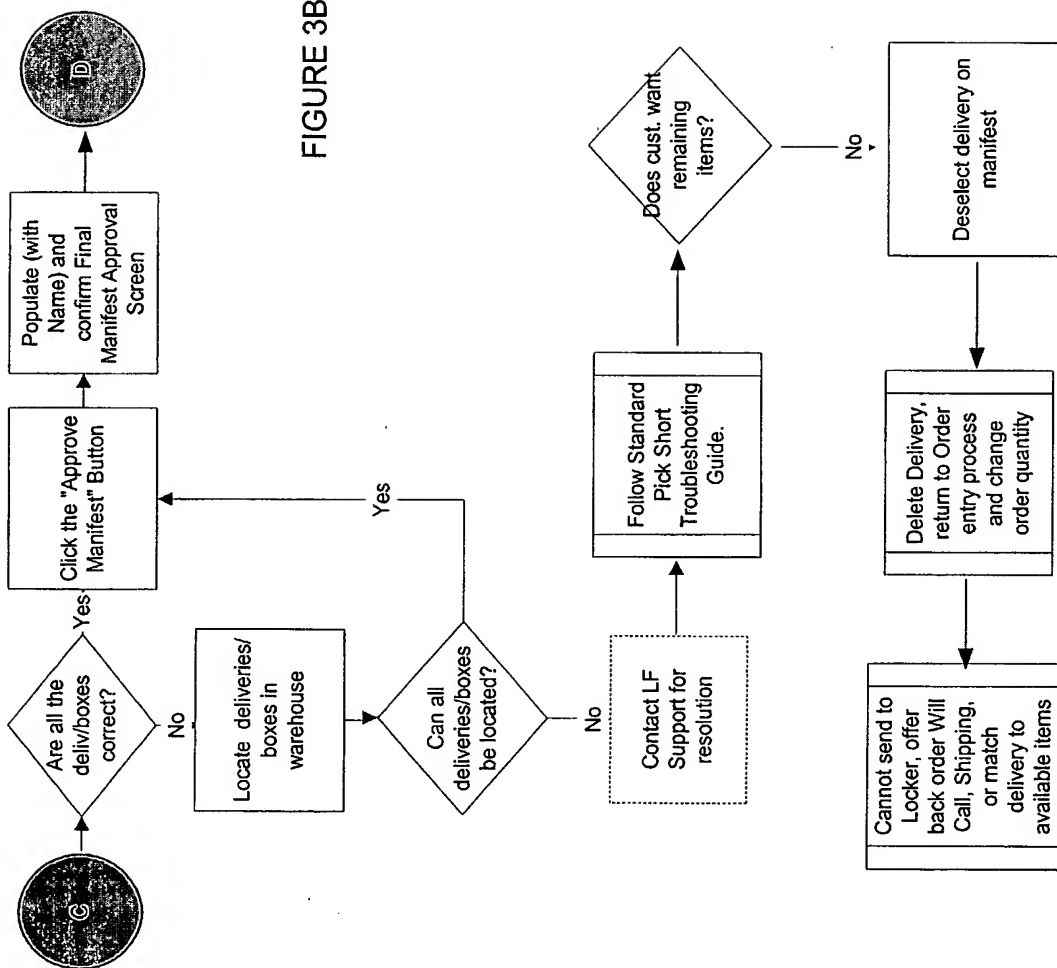 C
Are all the
deliv/boxes
correct?
Yes
Click the "Approve
Manifest" Button
Populate (with
Name) and
confirm Final
Manifest Approval
Screen
D
No
Locate deliveries/
boxes in
warehouse
Can all
deliveries/boxes
be located?
Yes
No
Contact LF
Support for
resolution
Follow Standard
Pick Short
Troubleshooting
Guide.
Does cust. want
remaining
items?
No
Deselect delivery on
manifest
Delete Delivery,
return to Order
entry process
and change
order quantity
Cannot send to
Locker, offer
back order Will
Call, Shipping,
or match
delivery to
available items
FIGURE 3B